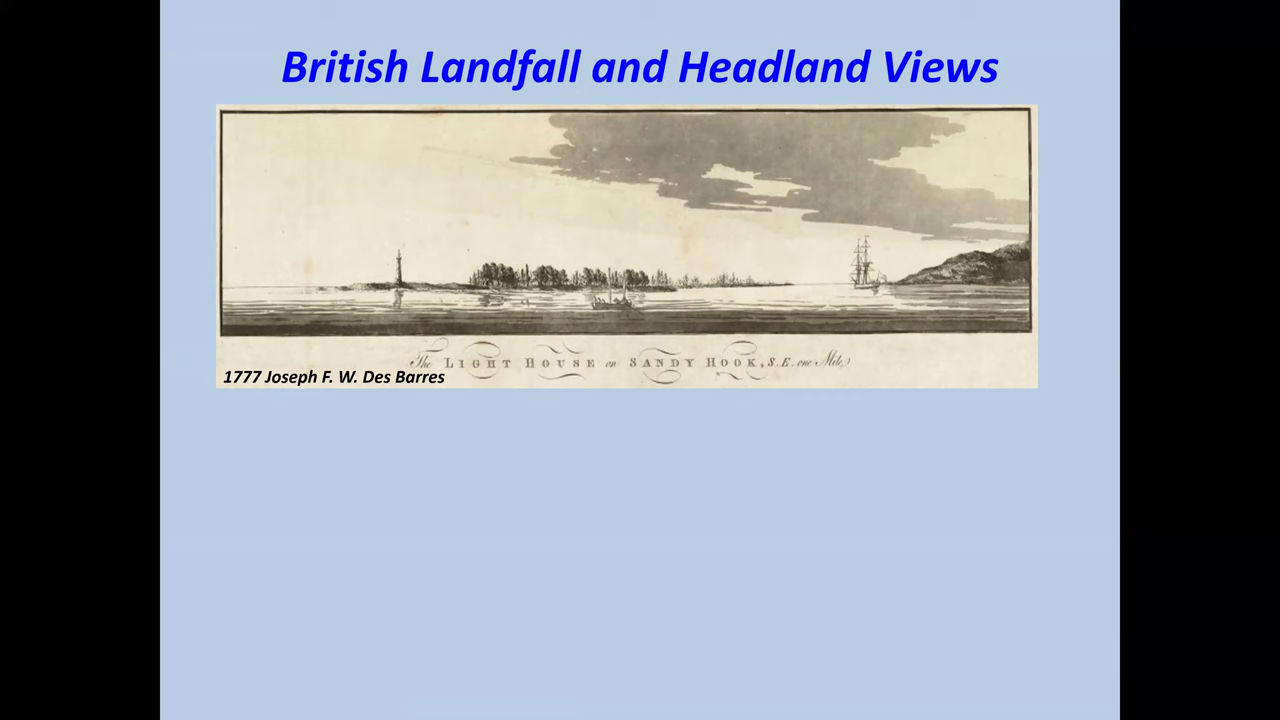 British Landfall and Headland Views
The LIGHT HOUSE on SANDY HOOK, S.E. one Mile
1777 Joseph F. W. Des Barres